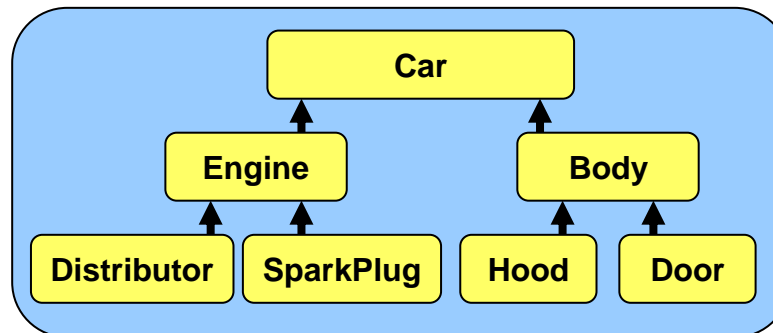 Car
Engine
Body
Distributor
SparkPlug
Hood
Door